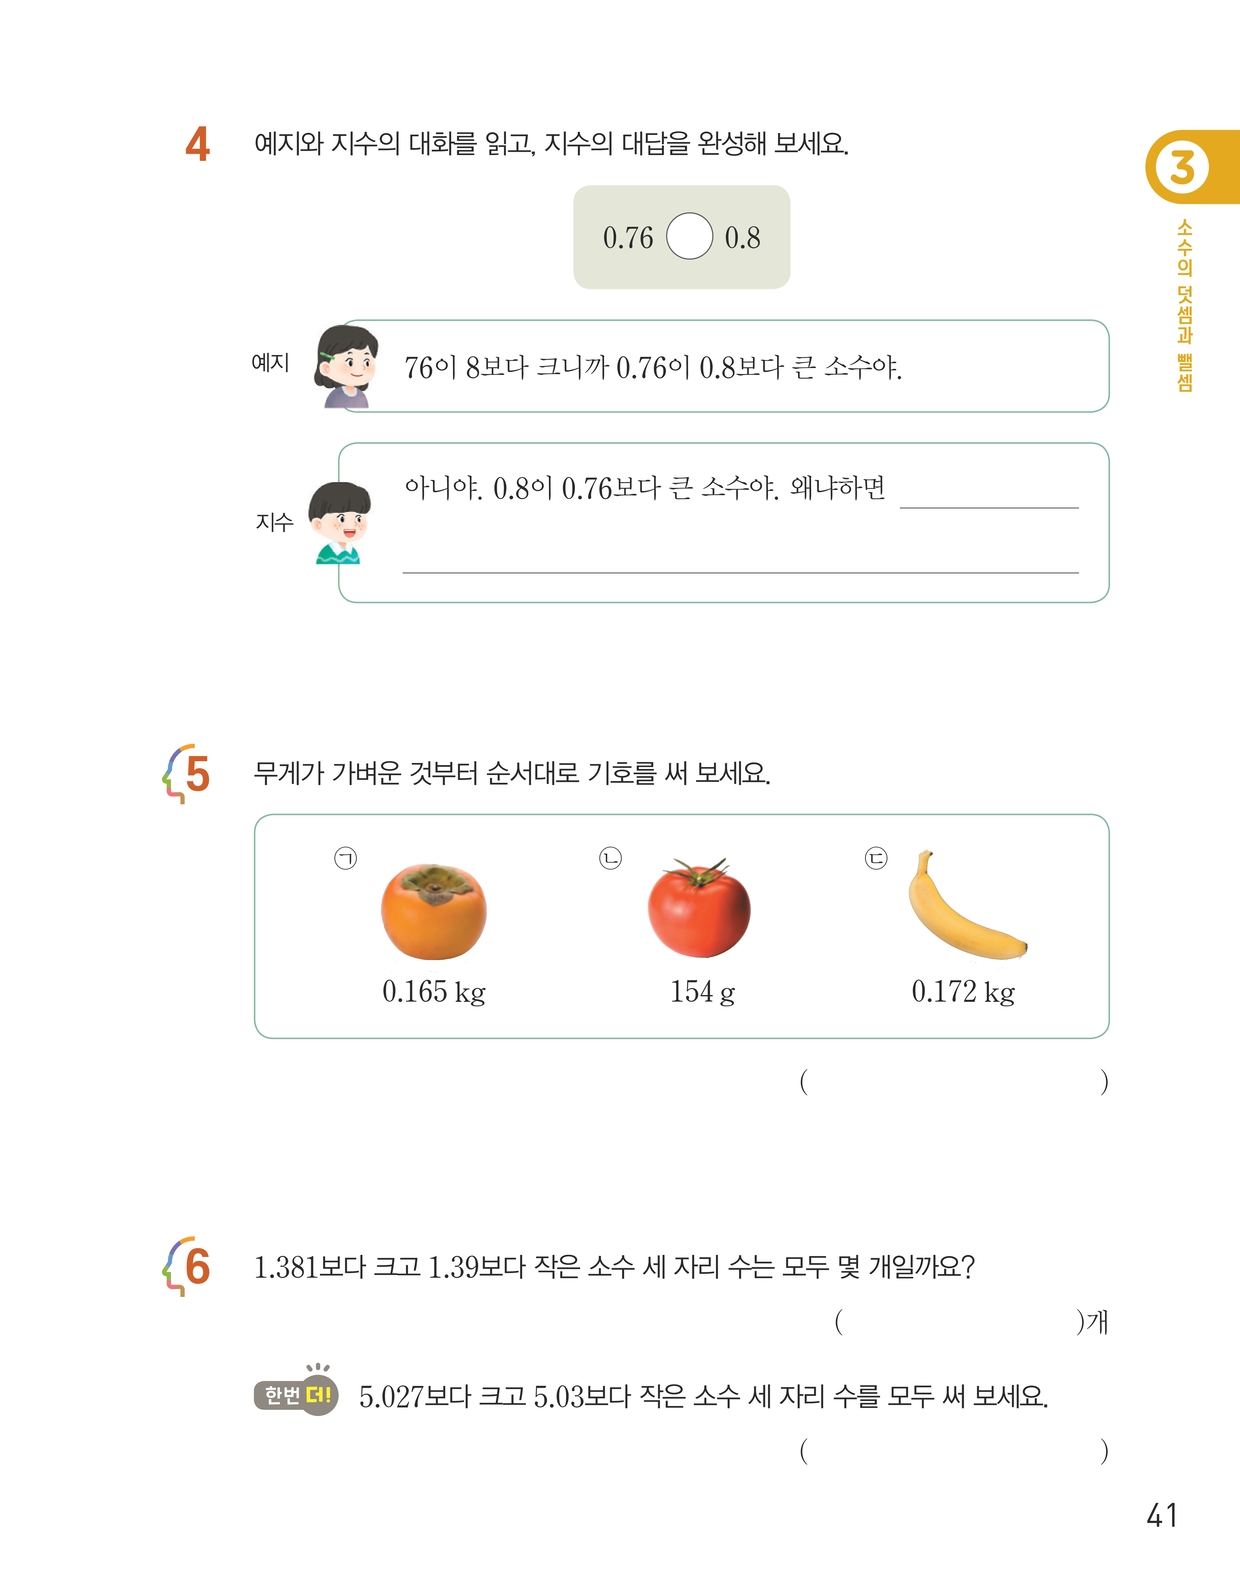 4 예지와 지수의 대화를 읽고, 지수의 대답을 완성해 보세요.
0.76 ◯ 0.8
예지 76이 8보다 크니까 0.76이 0.8보다 큰 소수야.
지수 아니야. 0.8이 0.76보다 큰 소수야. 왜냐하면
5 무게가 가벼운 것부터 순서대로 기호를 써 보세요.
㉠ ㉡ ㉢
0.165 kg 154 g 0.172 kg
( )
6 1.381보다 크고 1.39보다 작은 소수 세 자리 수는 모두 몇 개일까요?
( )개
한번 더! 5.027보다 크고 5.03보다 작은 소수 세 자리 수를 모두 써 보세요.
( )
3
소수의 덧셈과 뺄셈
41